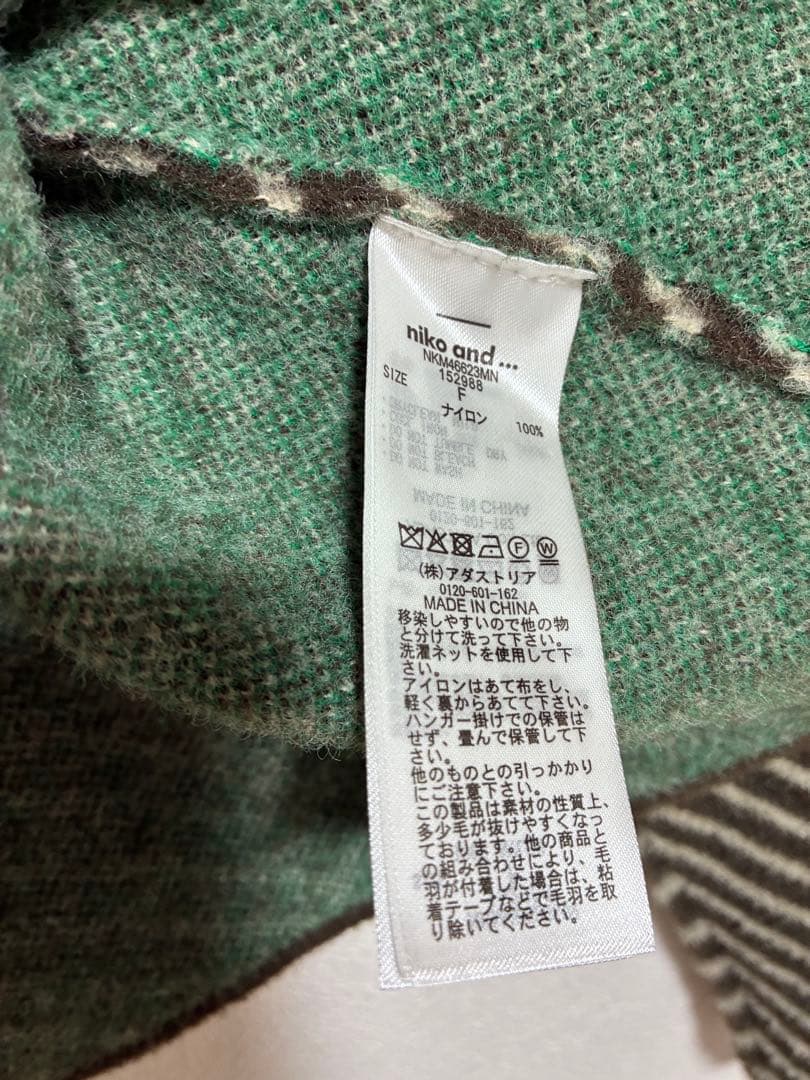 niko and ...
NKM46623MN
152988
SIZE F
ナイロン 100%
(株)アダストリア
0120-601-162
MADE IN CHINA
移染しやすいので他の物
と分けて洗って下さい。
洗濯ネットを使用して下
さい。
アイロンはあて布をし、
軽く裏からあてて下さい。
ハンガー掛けでの保管は
せず、畳んで保管して下
さい。
他のものとの引っかかり
にご注意下さい。
この製品は素材の性質上、
多少毛が抜けやすくなっ
ております。他の商品と
の組み合わせにより、毛
羽が付着した場合は、粘
着テープなどで毛羽を取
り除いてください。